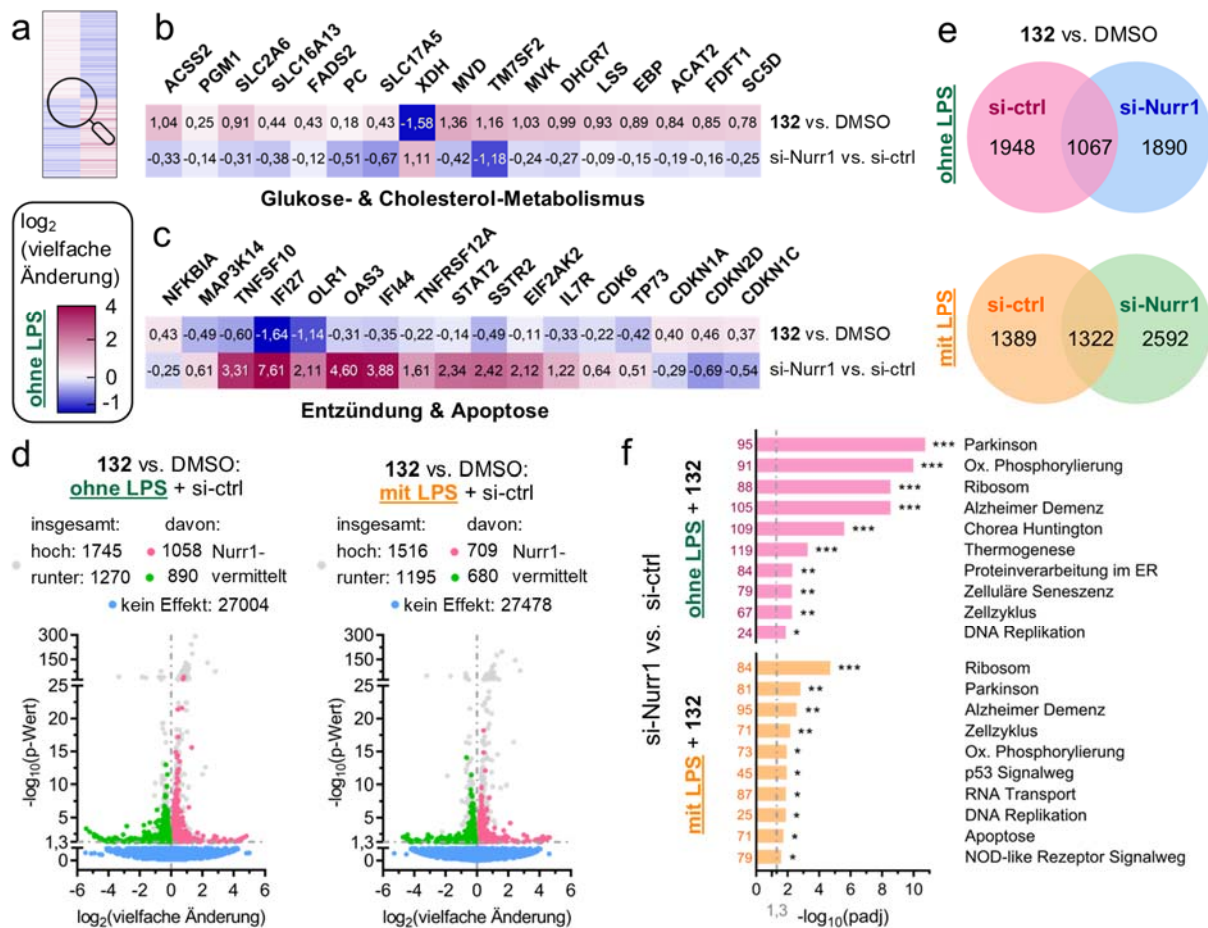 a
b
ACSS2 PGM1 SLC2A6 SLC16A13 FADS2 PC SLC17A5 XDH MVD TM7SF2 MVK DHCR7 LSS EBP ACAT2 FDFT1 SC5D
1,04 0,25 0,91 0,44 0,43 0,18 0,43 -1,58 1,36 1,16 1,03 0,99 0,93 0,89 0,84 0,85 0,78 132 vs. DMSO
-0,33 -0,14 -0,31 -0,38 -0,12 -0,51 -0,67 1,11 -0,42 -1,18 -0,24 -0,27 -0,09 -0,15 -0,19 -0,16 -0,25 si-Nurr1 vs. si-ctrl
Glukose- & Cholesterol-Metabolismus
log2
(vielfache
Änderung)
ohne LPS
4
2
0
-1
c
NFKBIA MAP3K14 TNFSF10 IFI27 OLR1 OAS3 IFI44 TNFRSF12A STAT2 SSTR2 EIF2AK2 IL7R CDK6 TP73 CDKN1A CDKN2D CDKN1C
0,43 -0,49 -0,60 -1,64 -1,14 -0,31 -0,35 -0,22 -0,14 -0,49 -0,11 -0,33 -0,22 -0,42 0,40 0,46 0,37 132 vs. DMSO
-0,25 0,61 3,31 7,61 2,11 4,60 3,88 1,61 2,34 2,42 2,12 1,22 0,64 0,51 -0,29 -0,69 -0,54 si-Nurr1 vs. si-ctrl
Entzündung & Apoptose
d
132 vs. DMSO:
ohne LPS + si-ctrl
insgesamt: davon:
hoch: 1745 1058 Nurr1-
runter: 1270 890 vermittelt
kein Effekt: 27004
300
150
25
20
15
10
5
1,3
0
-log10(p-Wert)
-6 -4 -2 0 2 4 6
log2(vielfache Änderung)
132 vs. DMSO:
mit LPS + si-ctrl
insgesamt: davon:
hoch: 1516 709 Nurr1-
runter: 1195 680 vermittelt
kein Effekt: 27478
300
150
25
20
15
10
5
1,3
0
-log10(p-Wert)
-6 -4 -2 0 2 4 6
log2(vielfache Änderung)
e
132 vs. DMSO
ohne LPS
si-ctrl si-Nurr1
1948 1067 1890
mit LPS
si-ctrl si-Nurr1
1389 1322 2592
f
si-Nurr1 vs. si-ctrl
ohne LPS + 132
95 *** Parkinson
91 *** Ox. Phosphorylierung
88 *** Ribosom
105 *** Alzheimer Demenz
109 *** Chorea Huntington
119 *** Thermogenese
84 ** Proteinverarbeitung im ER
79 ** Zelluläre Seneszenz
67 ** Zellzyklus
24 * DNA Replikation
mit LPS + 132
84 *** Ribosom
81 ** Parkinson
95 ** Alzheimer Demenz
71 ** Zellzyklus
73 * Ox. Phosphorylierung
45 * p53 Signalweg
87 * RNA Transport
25 * DNA Replikation
71 * Apoptose
79 * NOD-like Rezeptor Signalweg
0 2 4 6 8 10
1,3
-log10(padj)